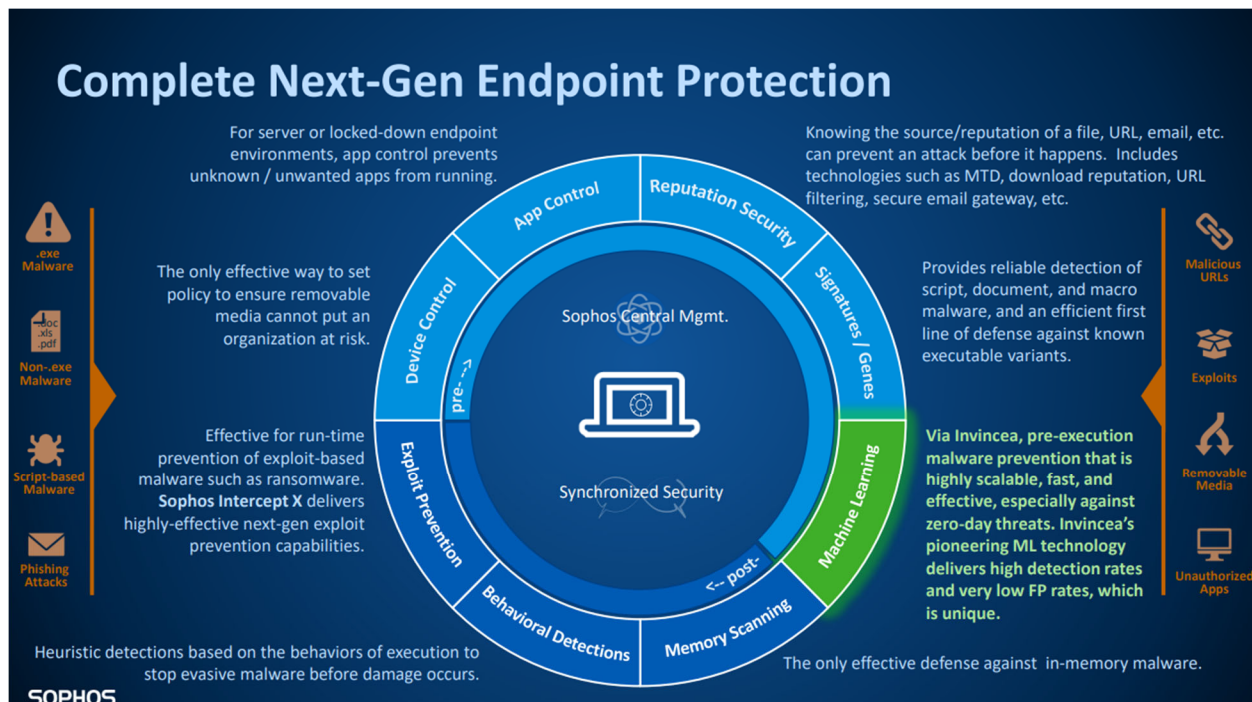 Complete Next-Gen Endpoint Protection
For server or locked-down endpoint
environments, app control prevents
unknown / unwanted apps from running.
Knowing the source/reputation of a file, URL, email, etc.
can prevent an attack before it happens.  Includes
technologies such as MTD, download reputation, URL
filtering, secure email gateway, etc.
.exe
Malware
.doc
.xls
.pdf
Non-.exe
Malware
Script-based
Malware
Phishing
Attacks
The only effective way to set
policy to ensure removable
media cannot put an
organization at risk.
Effective for run-time
prevention of exploit-based
malware such as ransomware.
Sophos Intercept X delivers
highly-effective next-gen exploit
prevention capabilities.
Heuristic detections based on the behaviors of execution to
stop evasive malware before damage occurs.
App Control
Reputation Security
Device Control
Signatures / Genes
Exploit Prevention
Machine Learning
Behavioral Detections
Memory Scanning
pre- -->
<-- post-
Sophos Central Mgmt.
Synchronized Security
Provides reliable detection of
script, document, and macro
malware, and an efficient first
line of defense against known
executable variants.
Via Invincea, pre-execution
malware prevention that is
highly scalable, fast, and
effective, especially against
zero-day threats. Invincea’s
pioneering ML technology
delivers high detection rates
and very low FP rates, which
is unique.
The only effective defense against  in-memory malware.
Malicious
URLs
Exploits
Removable
Media
Unauthorized
Apps
SOPHOS